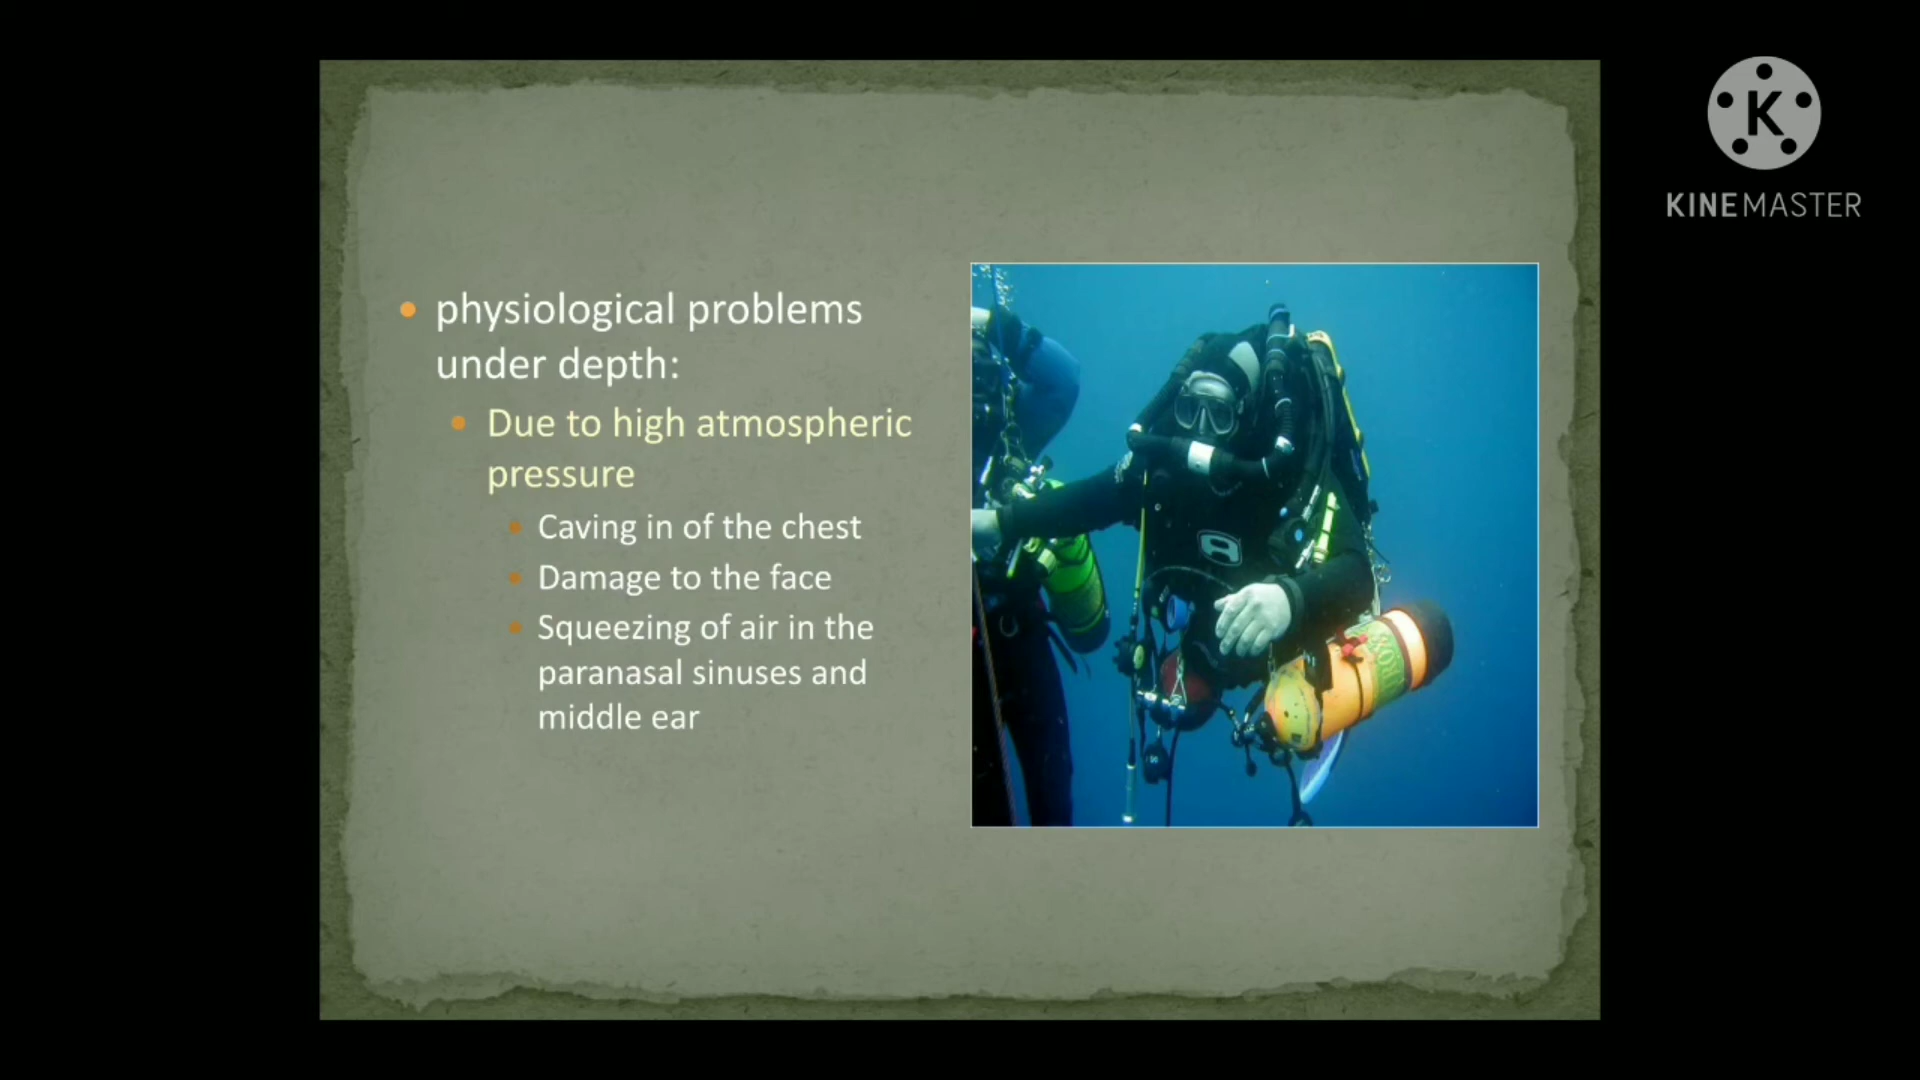 physiological problems
under depth:
Due to high atmospheric
pressure
Caving in of the chest
Damage to the face
Squeezing of air in the
paranasal sinuses and
middle ear
K
KINEMASTER